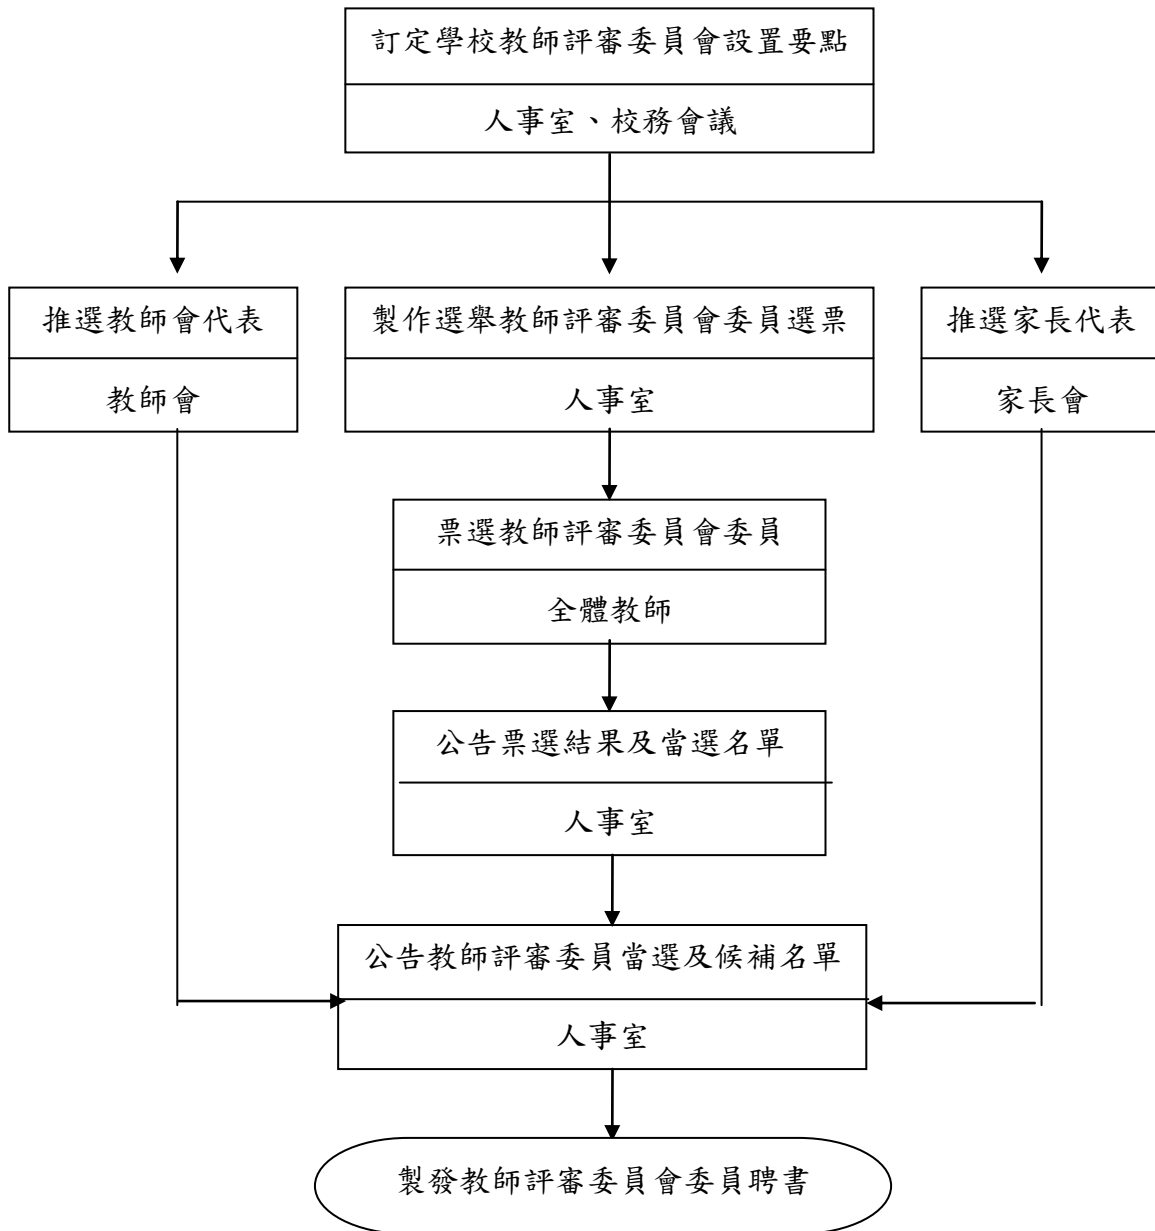 訂定學校教師評審委員會設置要點
人事室、校務會議
推選教師會代表
教師會
製作選舉教師評審委員會委員選票
人事室
推選家長代表
家長會
票選教師評審委員會委員
全體教師
公告票選結果及當選名單
人事室
公告教師評審委員當選及候補名單
人事室
製發教師評審委員會委員聘書